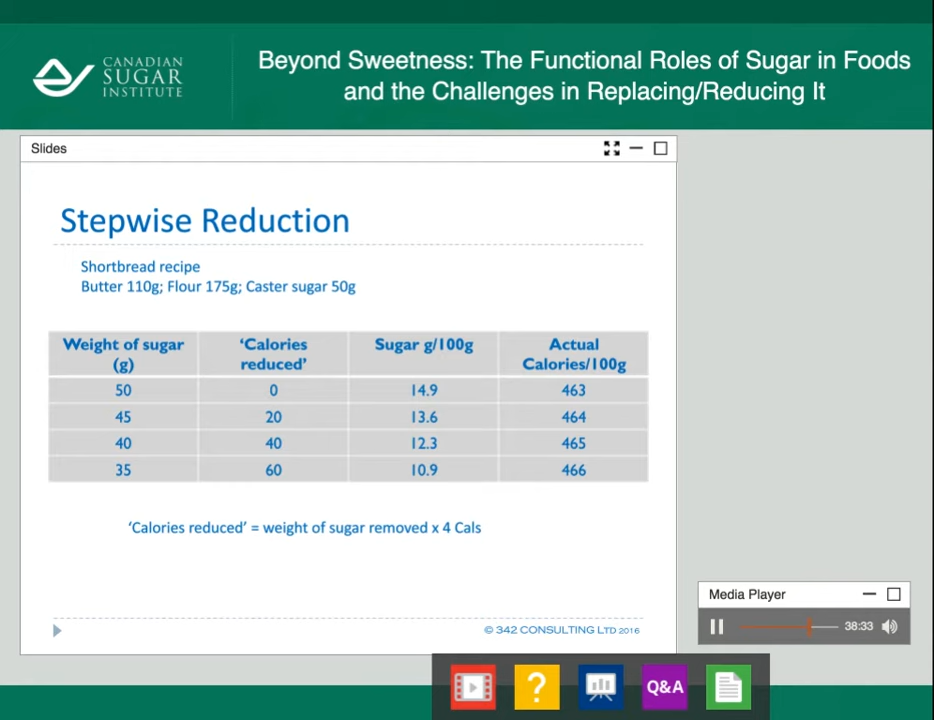 CANADIAN
SUGAR
INSTITUTE
Beyond Sweetness: The Functional Roles of Sugar in Foods
and the Challenges in Replacing/Reducing It
Slides
Stepwise Reduction
Shortbread recipe
Butter 110g; Flour 175g; Caster sugar 50g
Weight of sugar (g) ‘Calories reduced’ Sugar g/100g Actual Calories/100g
50 0 14.9 463
45 20 13.6 464
40 40 12.3 465
35 60 10.9 466
‘Calories reduced’ = weight of sugar removed x 4 Cals
© 342 CONSULTING LTD 2016
Media Player
38:33
?
Q&A